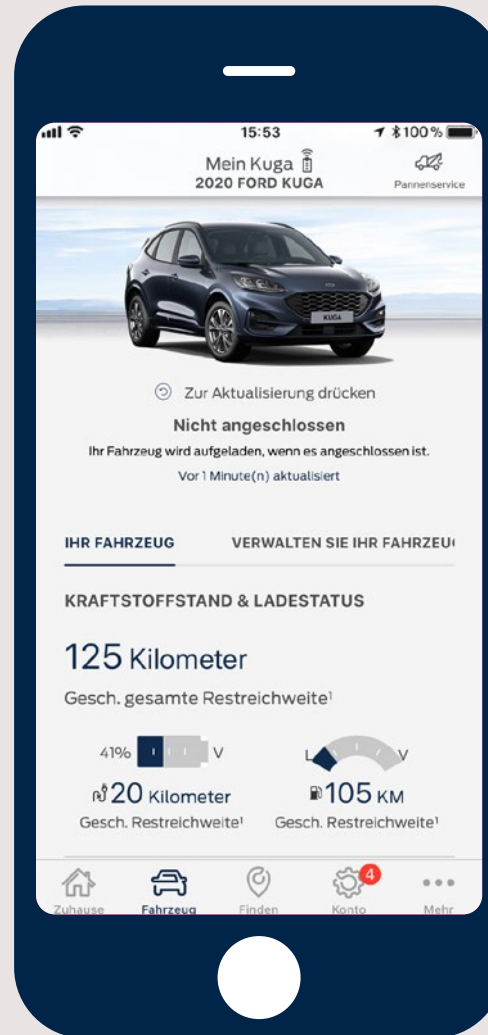 15:53
100 %
Mein Kuga
2020 FORD KUGA
Pannenservice
KUGA
Zur Aktualisierung drücken
Nicht angeschlossen
Ihr Fahrzeug wird aufgeladen, wenn es angeschlossen ist.
Vor 1 Minute(n) aktualisiert
IHR FAHRZEUG
VERWALTEN SIE IHR FAHRZEU
KRAFTSTOFFSTAND & LADESTATUS
125 Kilometer
Gesch. gesamte Restreichweite¹
41% V
L V
20 Kilometer
105 KM
Gesch. Restreichweite¹
Gesch. Restreichweite¹
4
Zuhause Fahrzeug Finden Konto Mehr